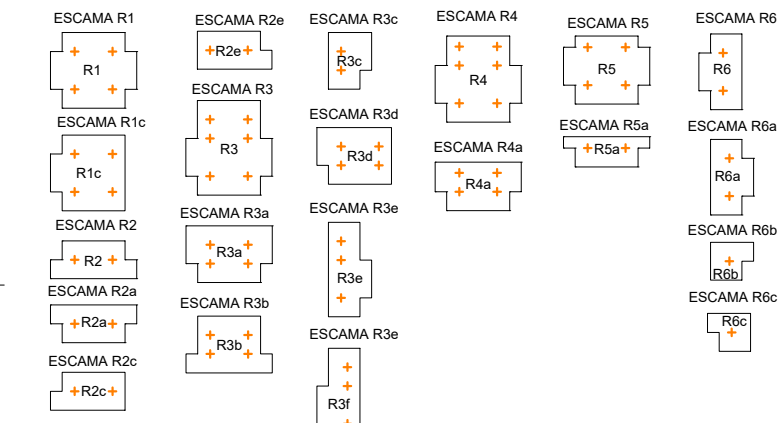 ESCAMA R1
R1
ESCAMA R1c
R1c
ESCAMA R2
R2
ESCAMA R2a
R2a
ESCAMA R2c
R2c
ESCAMA R2e
R2e
ESCAMA R3
R3
ESCAMA R3a
R3a
ESCAMA R3b
R3b
ESCAMA R3c
R3c
ESCAMA R3d
R3d
ESCAMA R3e
R3e
ESCAMA R3e
R3f
ESCAMA R4
R4
ESCAMA R4a
R4a
ESCAMA R5
R5
ESCAMA R5a
R5a
ESCAMA R6
R6
ESCAMA R6a
R6a
ESCAMA R6b
R6b
ESCAMA R6c
R6c